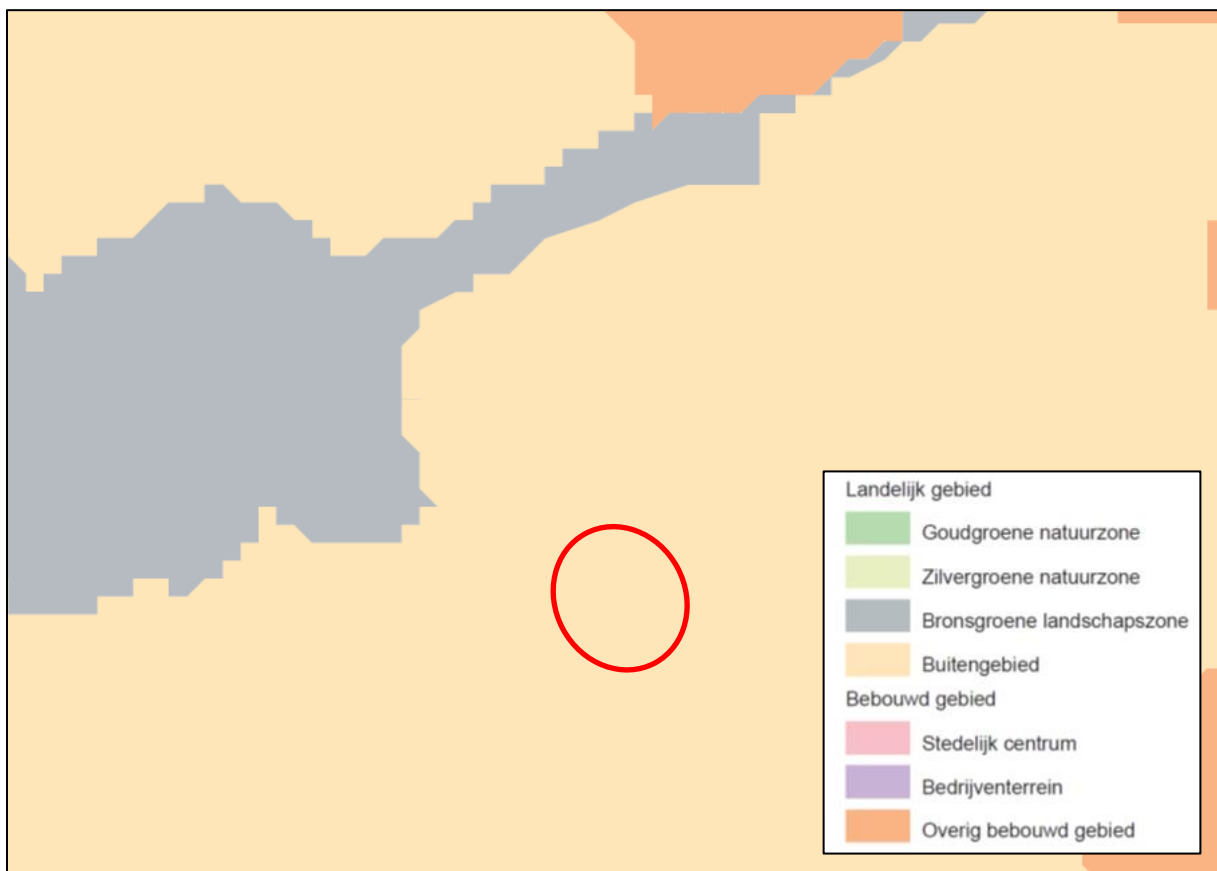 Landelijk gebied
Goudgroene natuurzone
Zilvergroene natuurzone
Bronsgroene landschapszone
Buitengebied
Bebouwd gebied
Stedelijk centrum
Bedrijventerrein
Overig bebouwd gebied